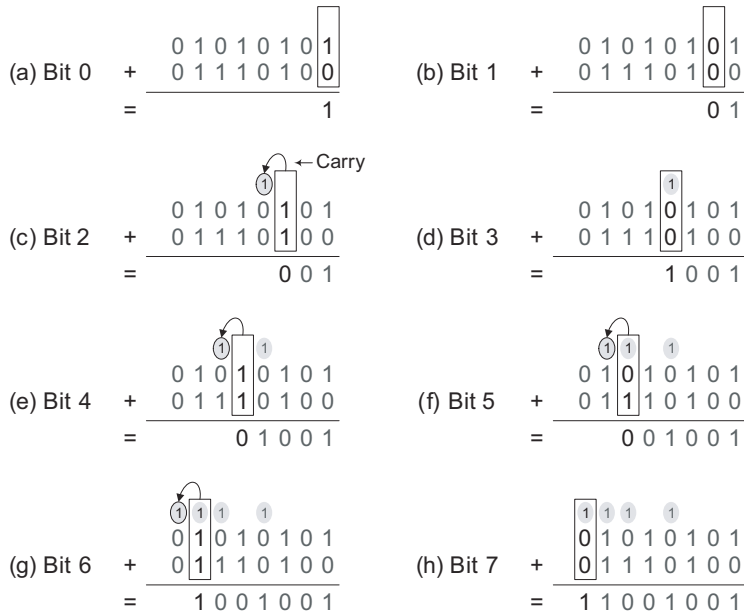 0 1 0 1 0 1 0 1
(a) Bit 0 + 0 1 1 1 0 1 0 0
= 1
0 1 0 1 0 1 0 1
(b) Bit 1 + 0 1 1 1 0 1 0 0
= 0 1
Carry
1
0 1 0 1 0 1 0 1
(c) Bit 2 + 0 1 1 1 0 1 0 0
= 0 0 1
1
0 1 0 1 0 1 0 1
(d) Bit 3 + 0 1 1 1 0 1 0 0
= 1 0 0 1
1 1
0 1 0 1 0 1 0 1
(e) Bit 4 + 0 1 1 1 0 1 0 0
= 0 1 0 0 1
1 1 1
0 1 0 1 0 1 0 1
(f) Bit 5 + 0 1 1 1 0 1 0 0
= 0 0 1 0 0 1
1 1 1 1
0 1 0 1 0 1 0 1
(g) Bit 6 + 0 1 1 1 0 1 0 0
= 1 0 0 1 0 0 1
1 1 1 1
0 1 0 1 0 1 0 1
(h) Bit 7 + 0 1 1 1 0 1 0 0
= 1 1 0 0 1 0 0 1